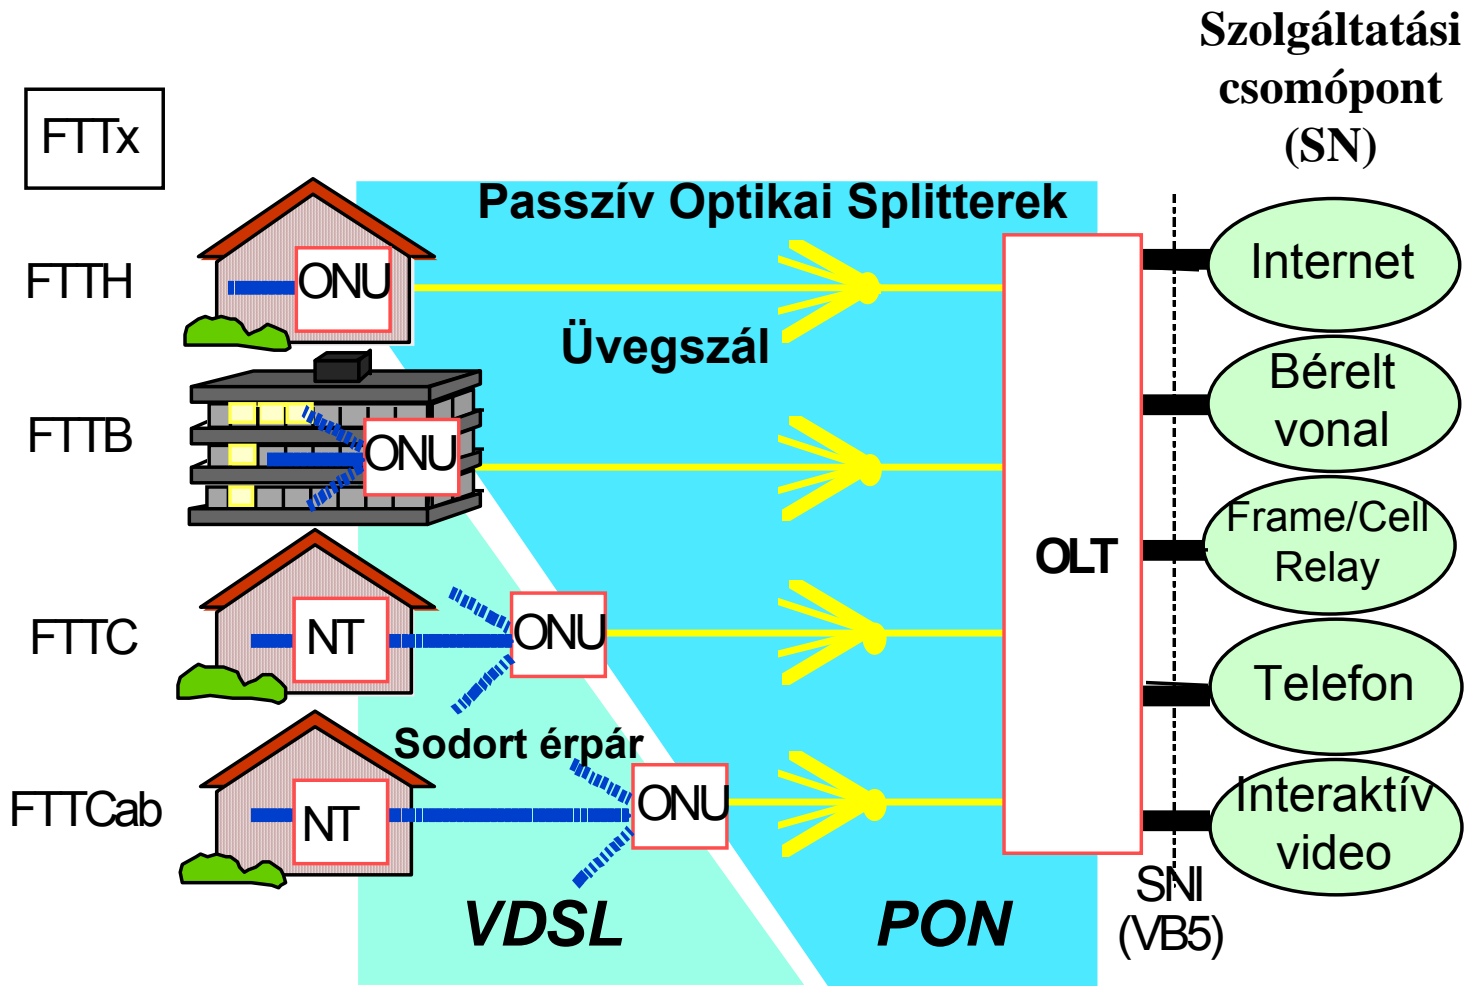 Szolgáltatási
csomópont
(SN)
FTTx
Passzív Optikai Splitterek
FTTH
ONU
Internet
Üvegszál
Bérelt
vonal
FTTB
ONU
OLT
Frame/Cell
Relay
FTTC
NT
ONU
Telefon
Sodort érpár
FTTCab
NT
ONU
Interaktív
video
VDSL
PON
SNI
(VB5)